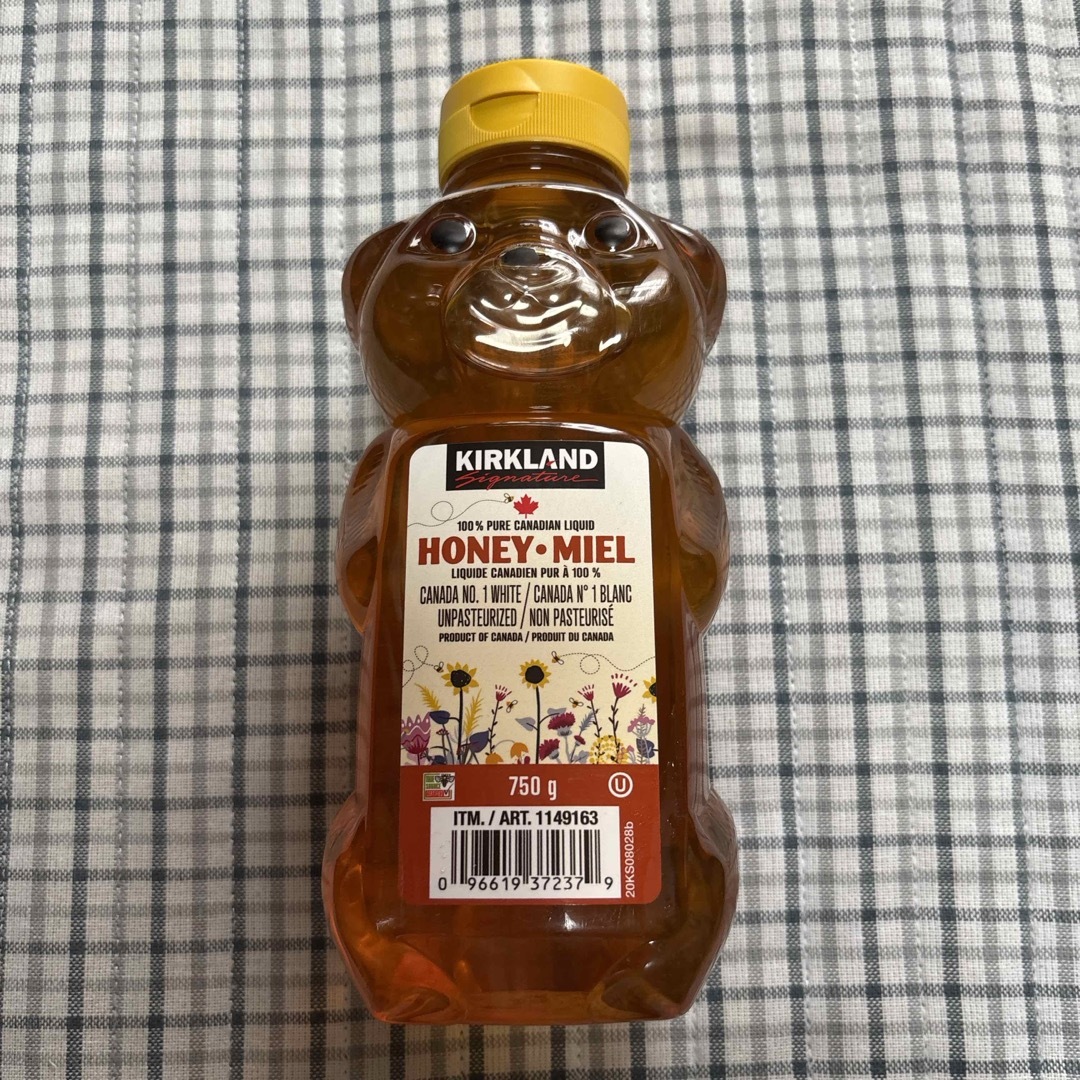 KIRKLAND
Signature
100% PURE CANADIAN LIQUID
HONEY • MIEL
LIQUIDE CANADIEN PUR À 100 %
CANADA NO. 1 WHITE / CANADA N° 1 BLANC
UNPASTEURIZED / NON PASTEURISÉ
PRODUCT OF CANADA / PRODUIT DU CANADA
750 g
U
ITM. / ART. 1149163
0 96619 37237 9
20KS08028b